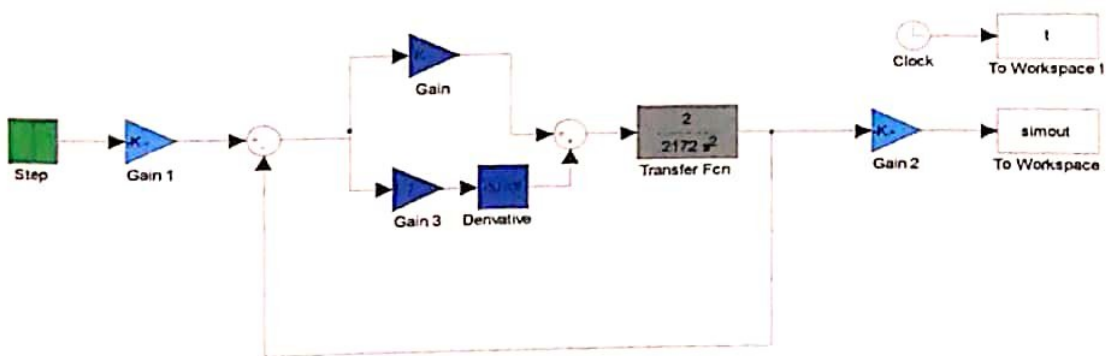 t
Clock
To Workspace 1
K-
Gain
Step
-K-
Gain 1
2
2172 s²
Transfer Fcn
-K-
Gain 2
simout
To Workspace
7
Gain 3
Derivative